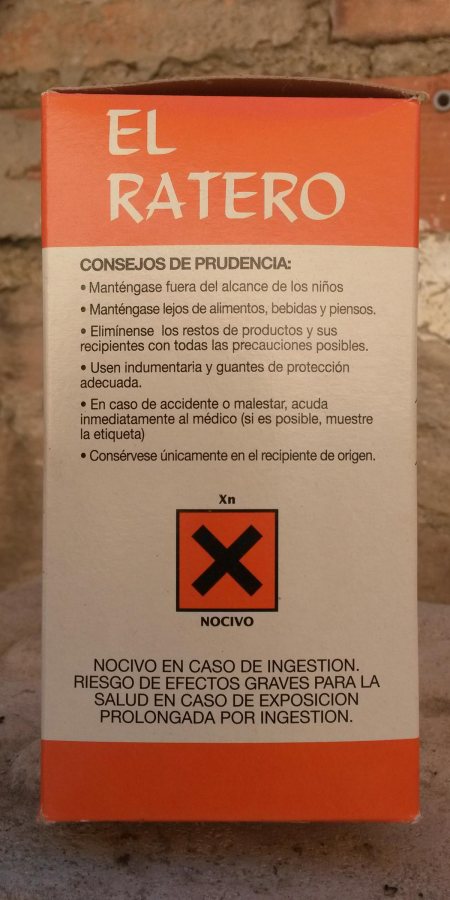 EL
RATERO
CONSEJOS DE PRUDENCIA:
• Manténgase fuera del alcance de los niños
• Manténgase lejos de alimentos, bebidas y piensos.
• Elimínense los restos de productos y sus
recipientes con todas las precauciones posibles.
• Usen indumentaria y guantes de protección
adecuada.
• En caso de accidente o malestar, acuda
inmediatamente al médico (si es posible, muestre
la etiqueta)
• Consérvese únicamente en el recipiente de origen.
Xn
NOCIVO
NOCIVO EN CASO DE INGESTION.
RIESGO DE EFECTOS GRAVES PARA LA
SALUD EN CASO DE EXPOSICION
PROLONGADA POR INGESTION.